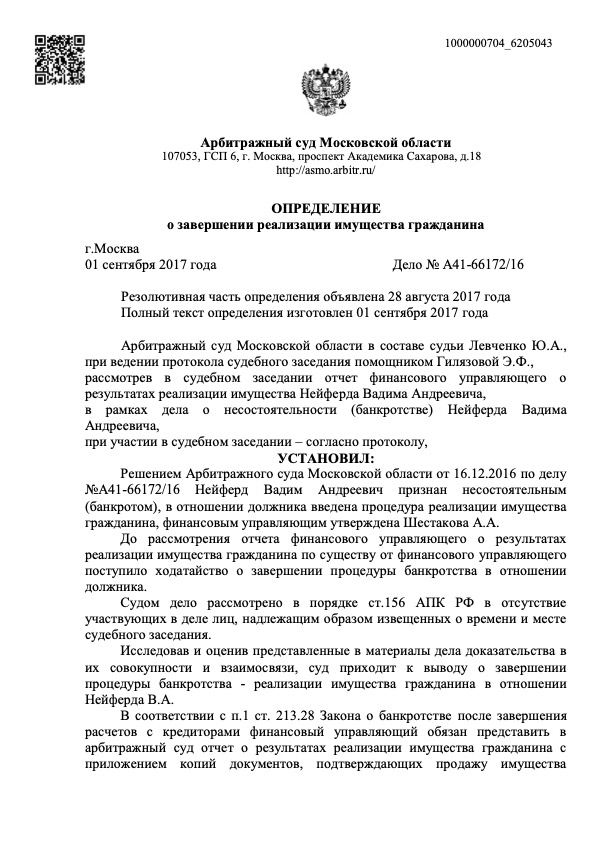 1000000704_6205043
Арбитражный суд Московской области
107053, ГСП 6, г. Москва, проспект Академика Сахарова, д.18
http://asmo.arbitr.ru/
ОПРЕДЕЛЕНИЕ
о завершении реализации имущества гражданина
г.Москва
01 сентября 2017 года Дело № А41-66172/16
Резолютивная часть определения объявлена 28 августа 2017 года
Полный текст определения изготовлен 01 сентября 2017 года
Арбитражный суд Московской области в составе судьи Левченко Ю.А.,
при ведении протокола судебного заседания помощником Гилязовой Э.Ф.,
рассмотрев в судебном заседании отчет финансового управляющего о
результатах реализации имущества Нейферда Вадима Андреевича,
в рамках дела о несостоятельности (банкротстве) Нейферда Вадима
Андреевича,
при участии в судебном заседании – согласно протоколу,
УСТАНОВИЛ:
Решением Арбитражного суда Московской области от 16.12.2016 по делу
№А41-66172/16 Нейферд Вадим Андреевич признан несостоятельным
(банкротом), в отношении должника введена процедура реализации имущества
гражданина, финансовым управляющим утверждена Шестакова А.А.
До рассмотрения отчета финансового управляющего о результатах
реализации имущества гражданина по существу от финансового управляющего
поступило ходатайство о завершении процедуры банкротства в отношении
должника.
Судом дело рассмотрено в порядке ст.156 АПК РФ в отсутствие
участвующих в деле лиц, надлежащим образом извещенных о времени и месте
судебного заседания.
Исследовав и оценив представленные в материалы дела доказательства в
их совокупности и взаимосвязи, суд приходит к выводу о завершении
процедуры банкротства - реализации имущества гражданина в отношении
Нейферда В.А.
В соответствии с п.1 ст. 213.28 Закона о банкротстве после завершения
расчетов с кредиторами финансовый управляющий обязан представить в
арбитражный суд отчет о результатах реализации имущества гражданина с
приложением копий документов, подтверждающих продажу имущества